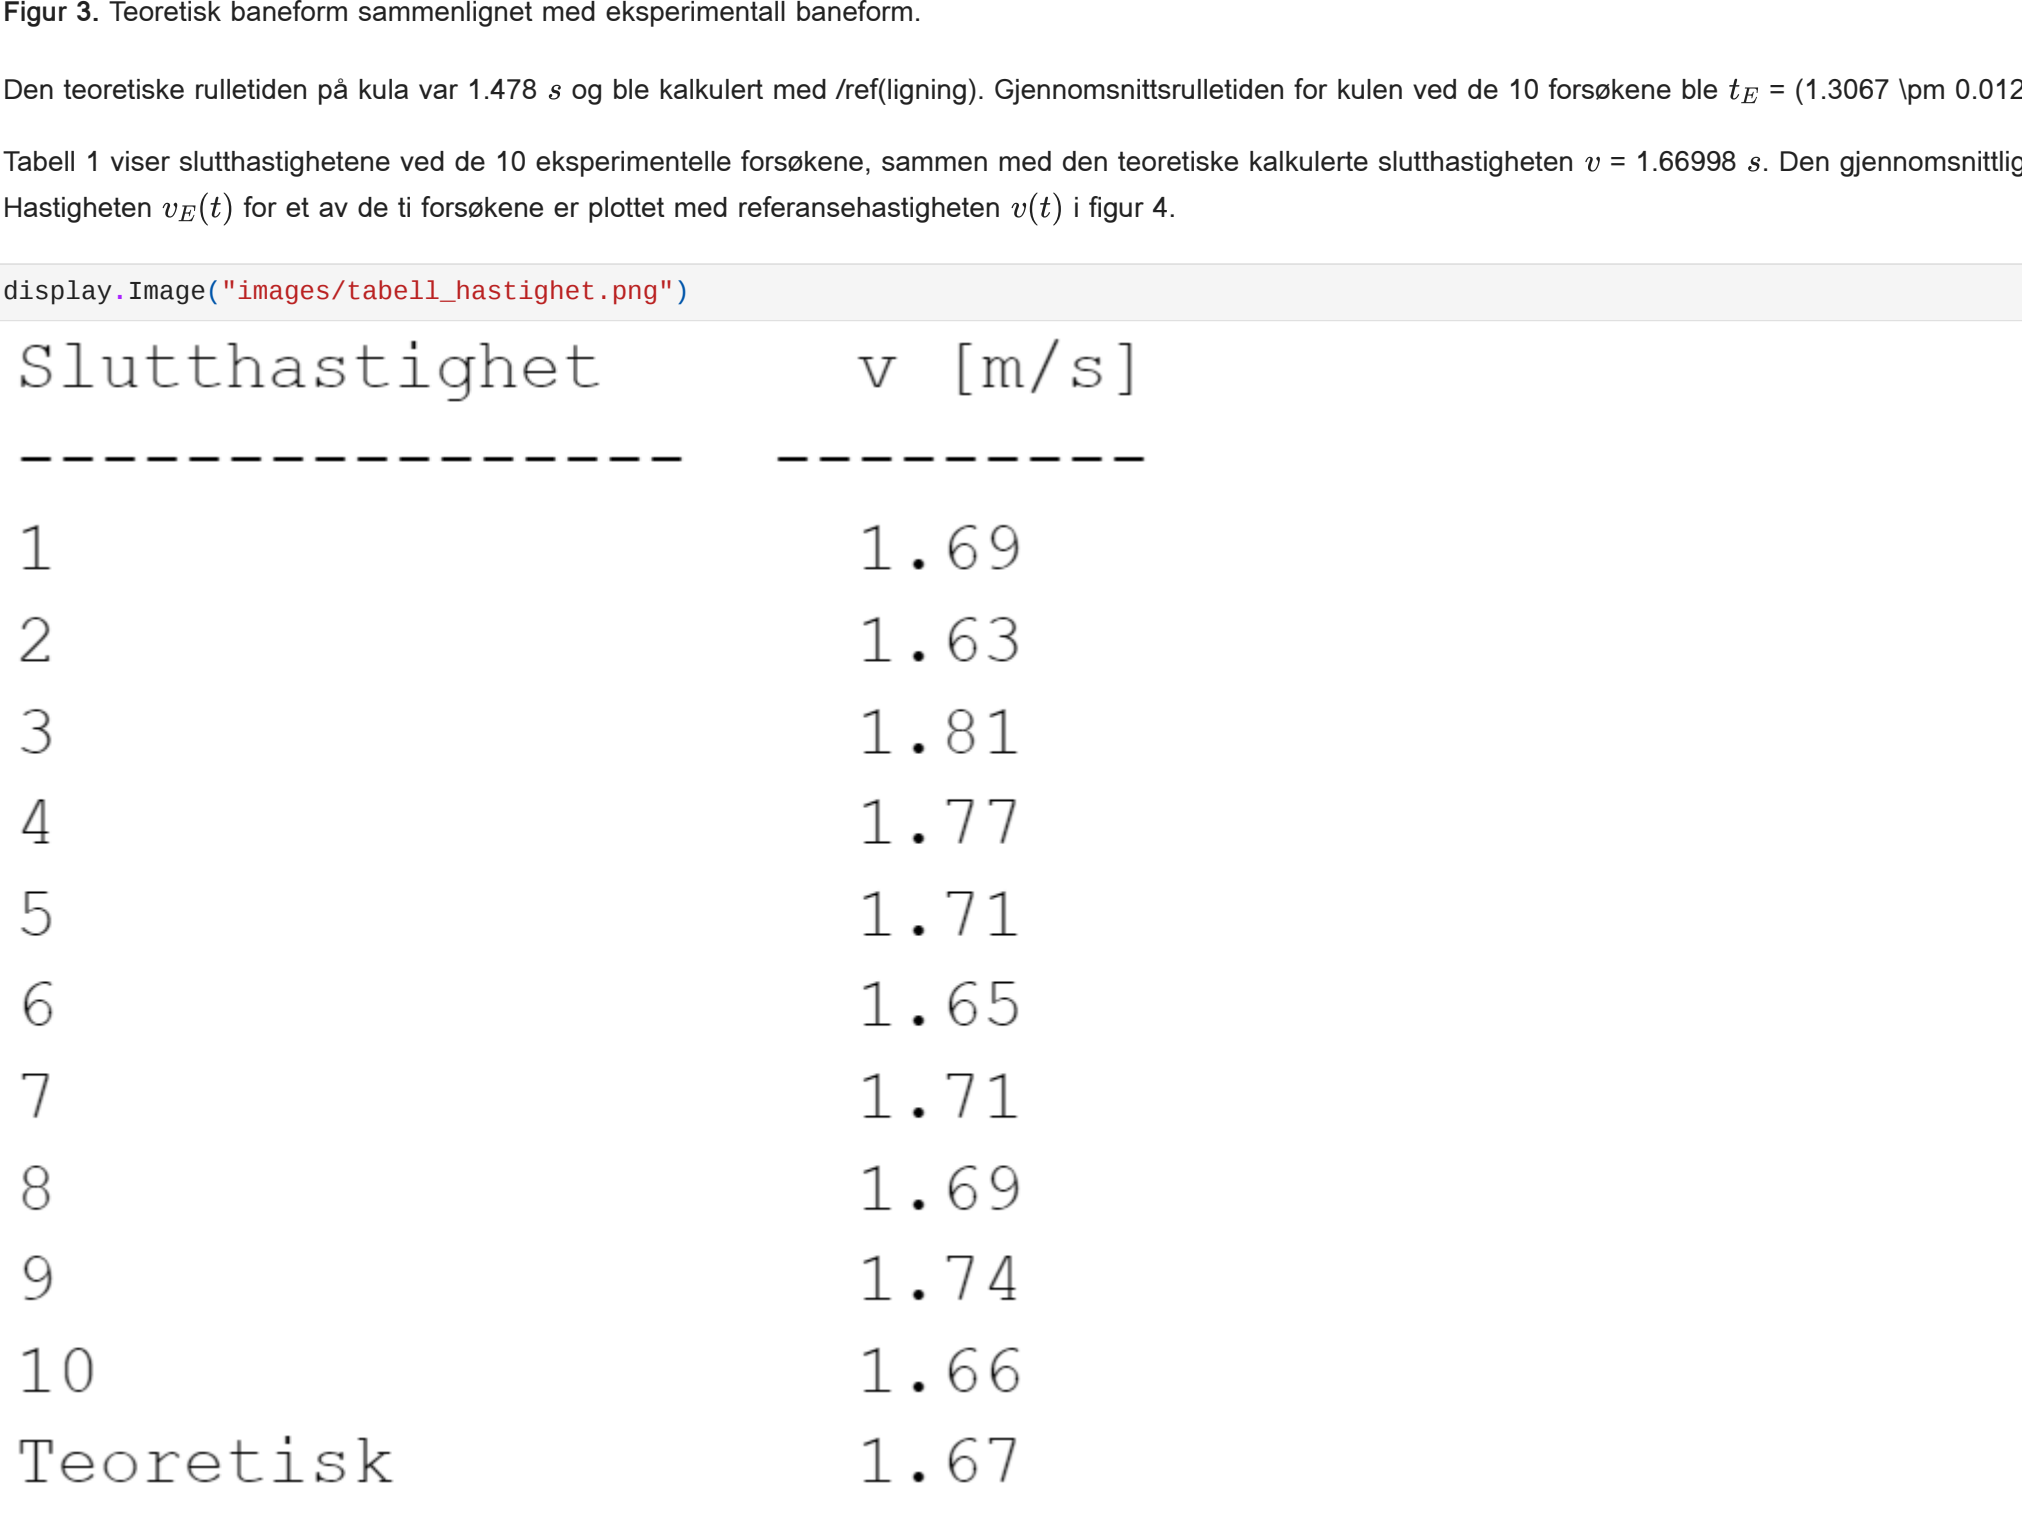 Figur 3. Teoretisk baneform sammenlignet med eksperimentall baneform.
Den teoretiske rulletiden på kula var 1.478 s og ble kalkulert med /ref(ligning). Gjennomsnittsrulletiden for kulen ved de 10 forsøkene ble t_E = (1.3067 \pm 0.012
Tabell 1 viser slutthastighetene ved de 10 eksperimentelle forsøkene, sammen med den teoretiske kalkulerte slutthastigheten v = 1.66998 s. Den gjennomsnittlig
Hastigheten v_E(t) for et av de ti forsøkene er plottet med referansehastigheten v(t) i figur 4.
display.Image("images/tabell_hastighet.png")
Slutthastighet v [m/s]
---------------- ---------
1 1.69
2 1.63
3 1.81
4 1.77
5 1.71
6 1.65
7 1.71
8 1.69
9 1.74
10 1.66
Teoretisk 1.67